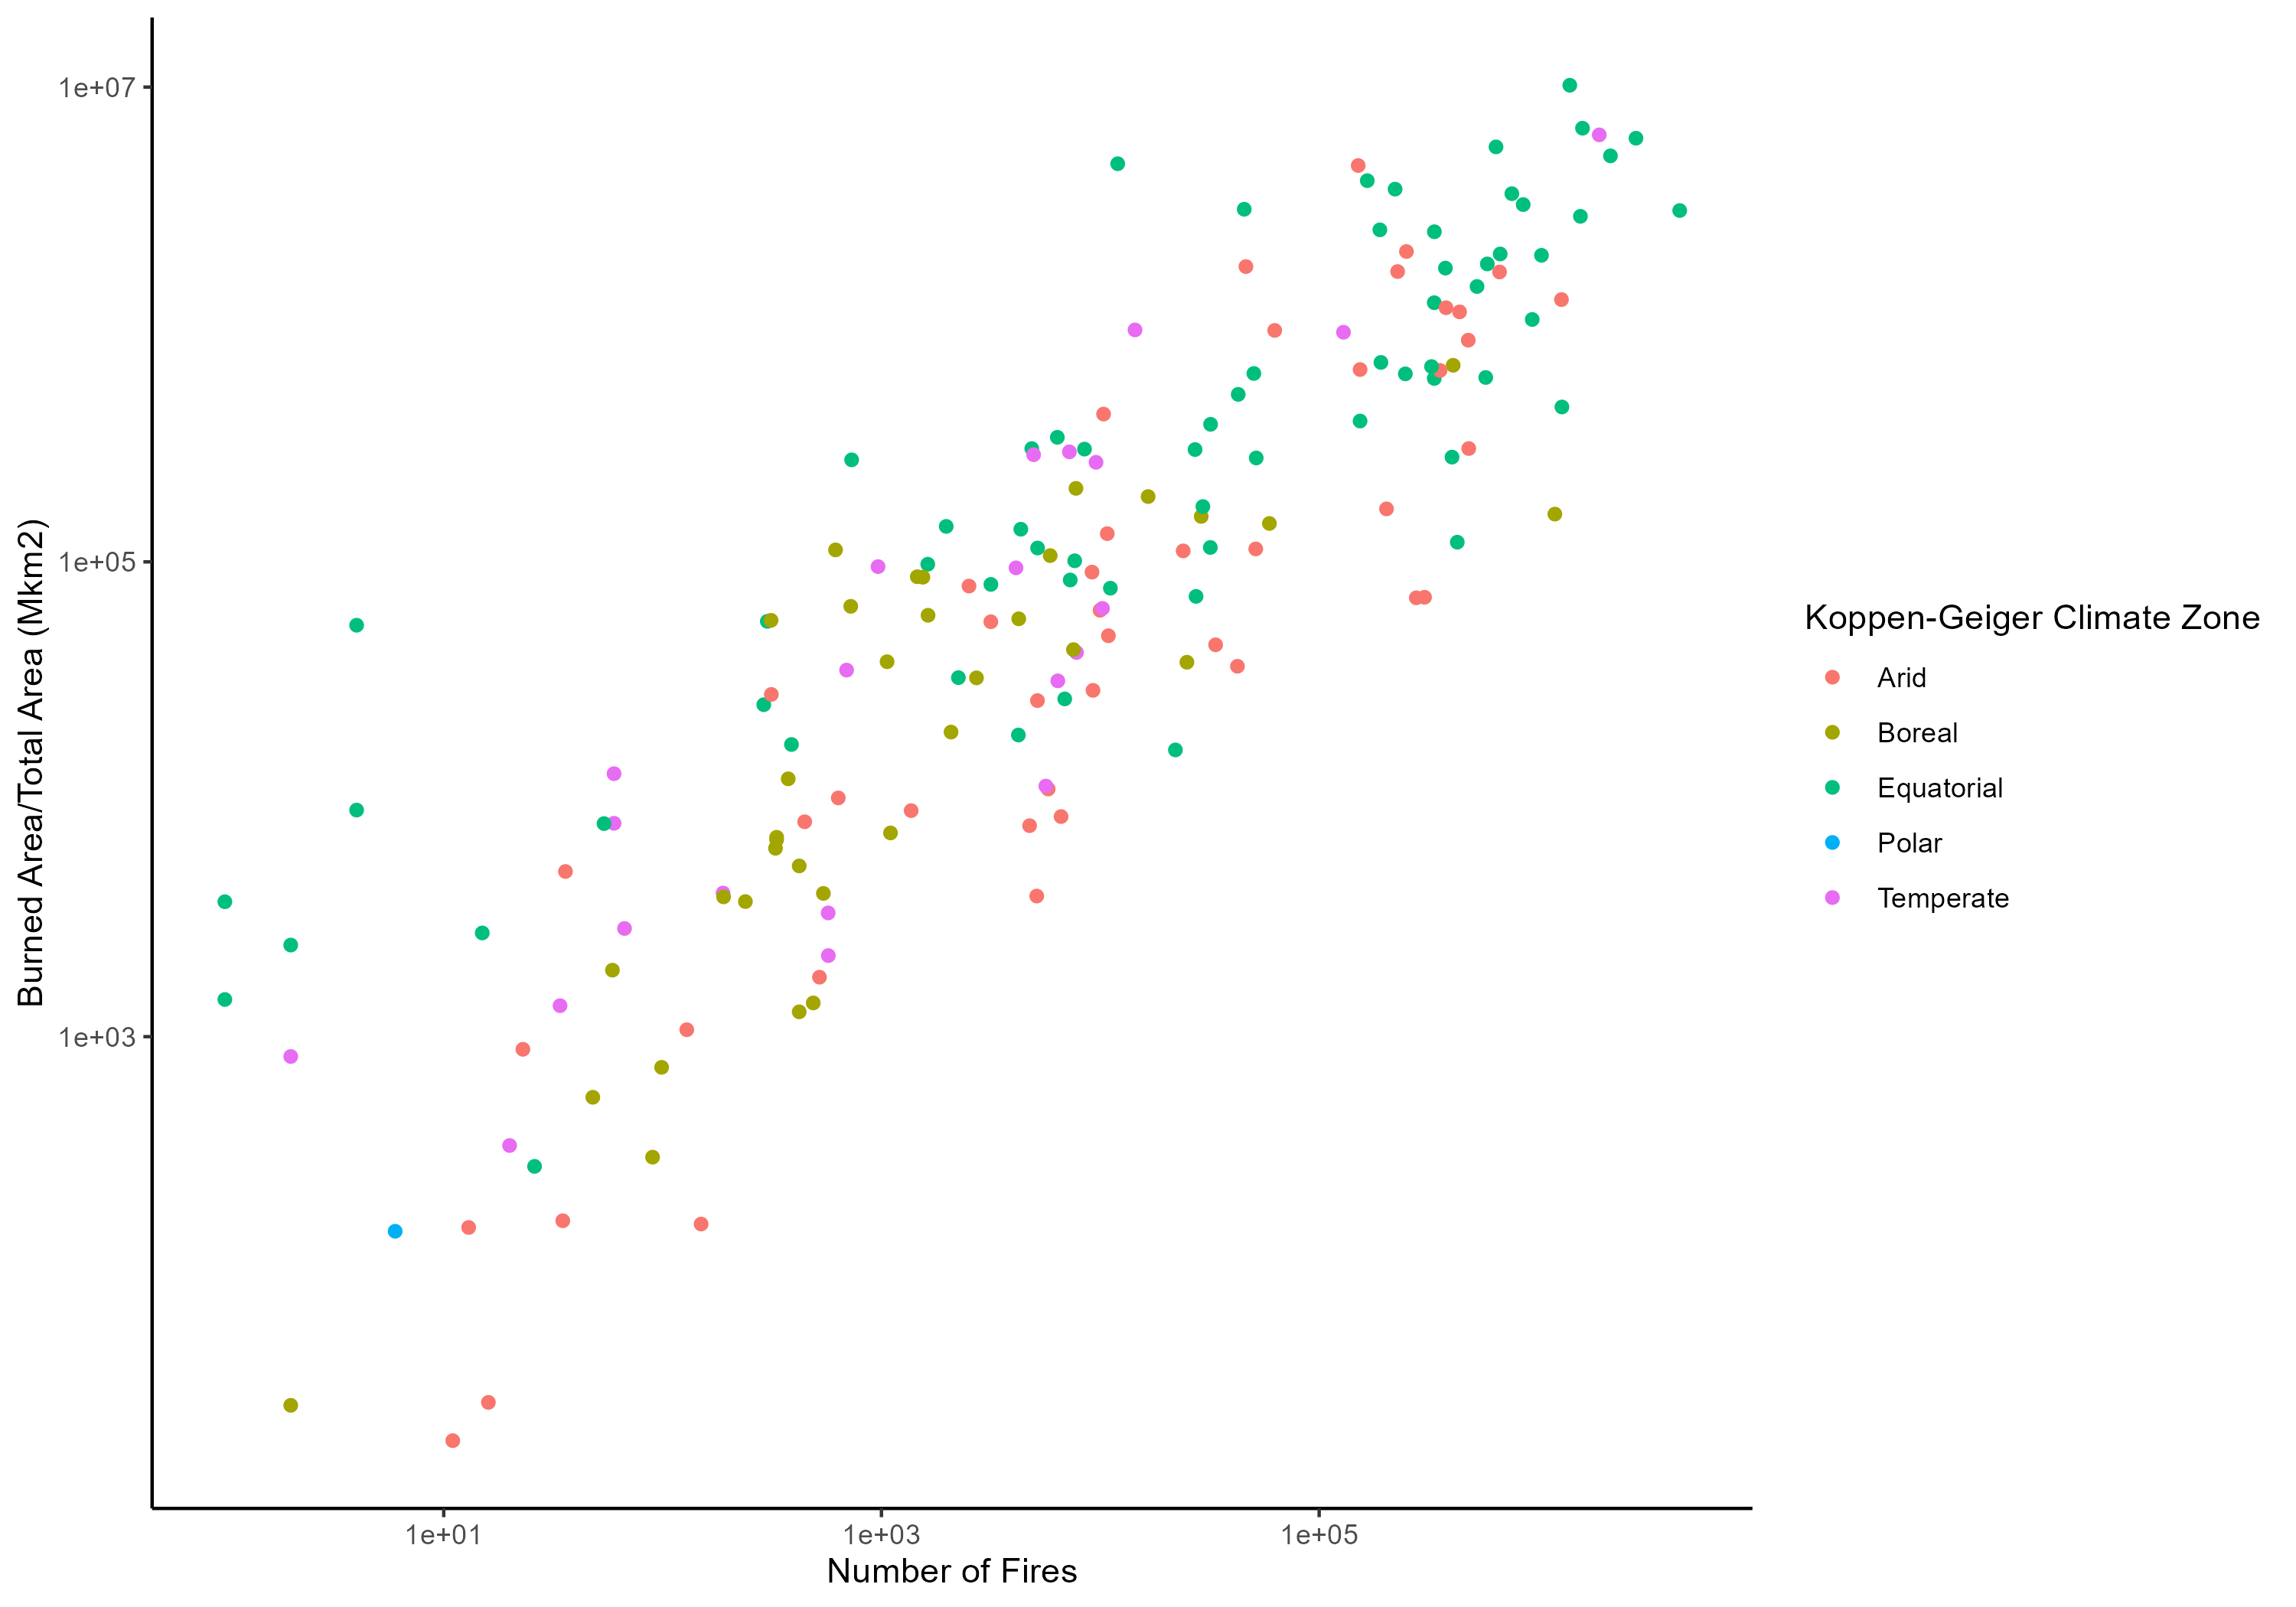 Burned Area/Total Area (Mkm2)
1e+07
1e+05
1e+03
1e+01
1e+03
1e+05
Number of Fires
Koppen-Geiger Climate Zone
Arid
Boreal
Equatorial
Polar
Temperate